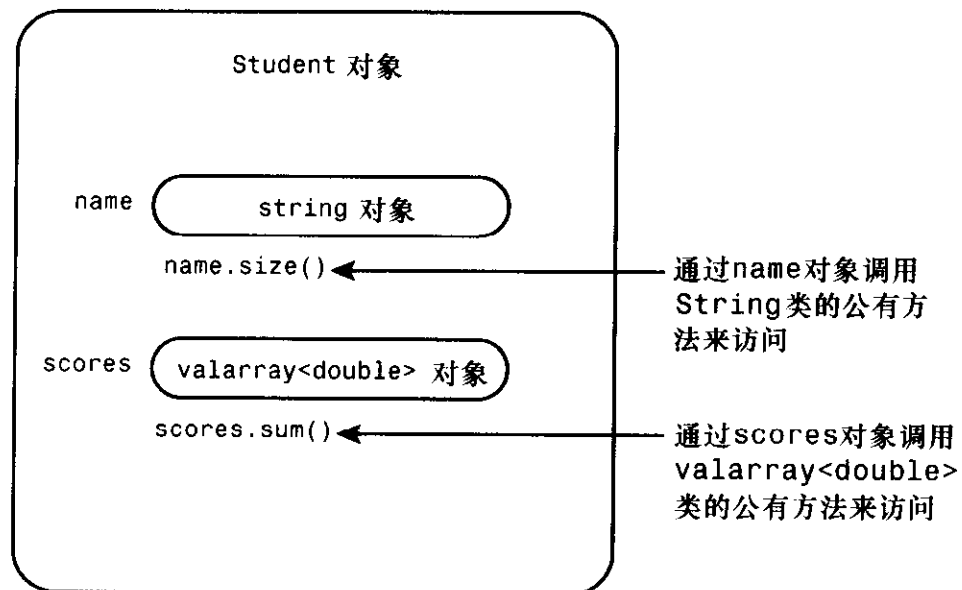 Student 对象
name
string 对象
name.size()
通过name对象调用
String类的公有方
法来访问
scores
valarray<double> 对象
scores.sum()
通过scores对象调用
valarray<double>
类的公有方法来访问